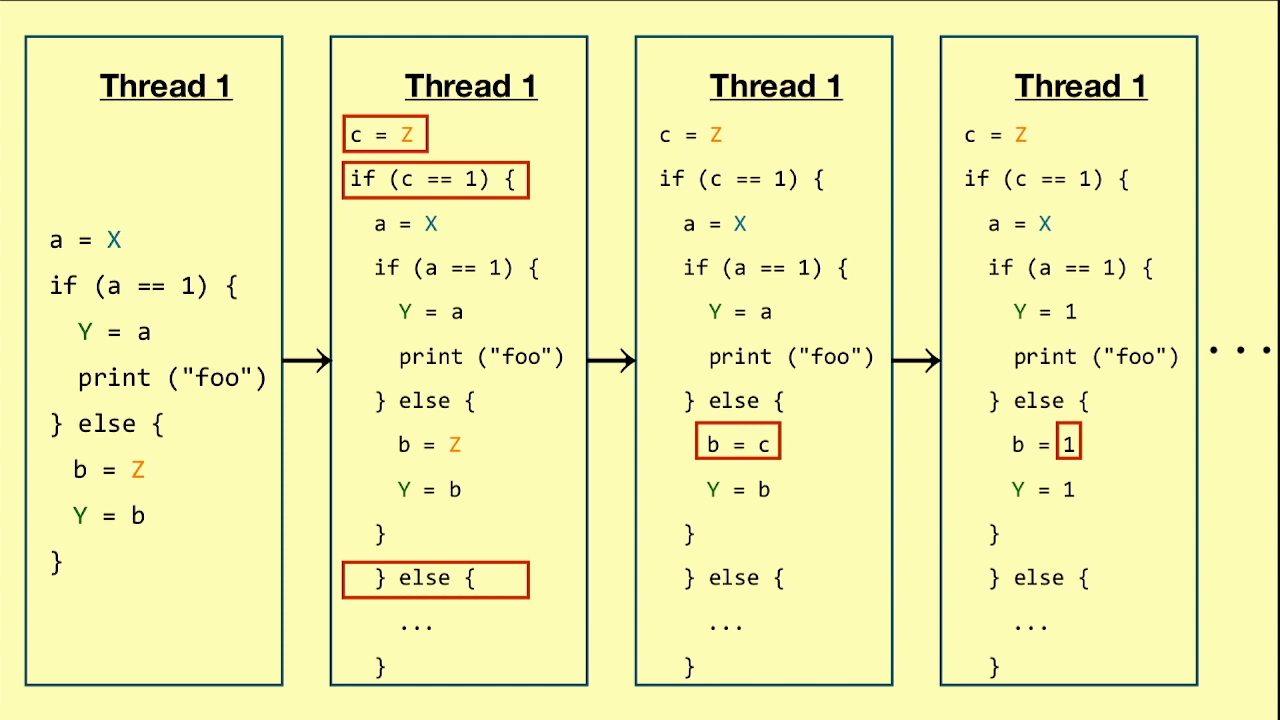 Thread 1
a = X
if (a == 1) {
Y = a
print ("foo")
} else {
b = Z
Y = b
}
Thread 1
c = Z
if (c == 1) {
a = X
if (a == 1) {
Y = a
print ("foo")
} else {
b = Z
Y = b
}
} else {
...
}
Thread 1
c = Z
if (c == 1) {
a = X
if (a == 1) {
Y = a
print ("foo")
} else {
b = c
Y = b
}
} else {
...
}
Thread 1
c = Z
if (c == 1) {
a = X
if (a == 1) {
Y = 1
print ("foo")
} else {
b = 1
Y = 1
}
} else {
...
}
...